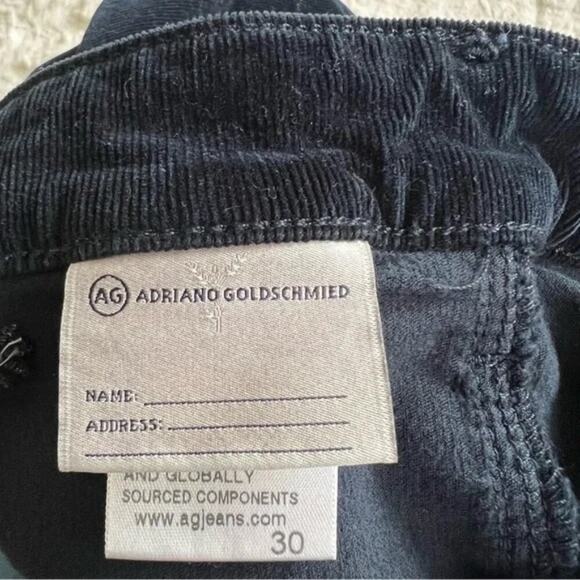 AG ADRIANO GOLDSCHMIED
NAME:
ADDRESS:
AND GLOBALLY
SOURCED COMPONENTS
www.agjeans.com
30